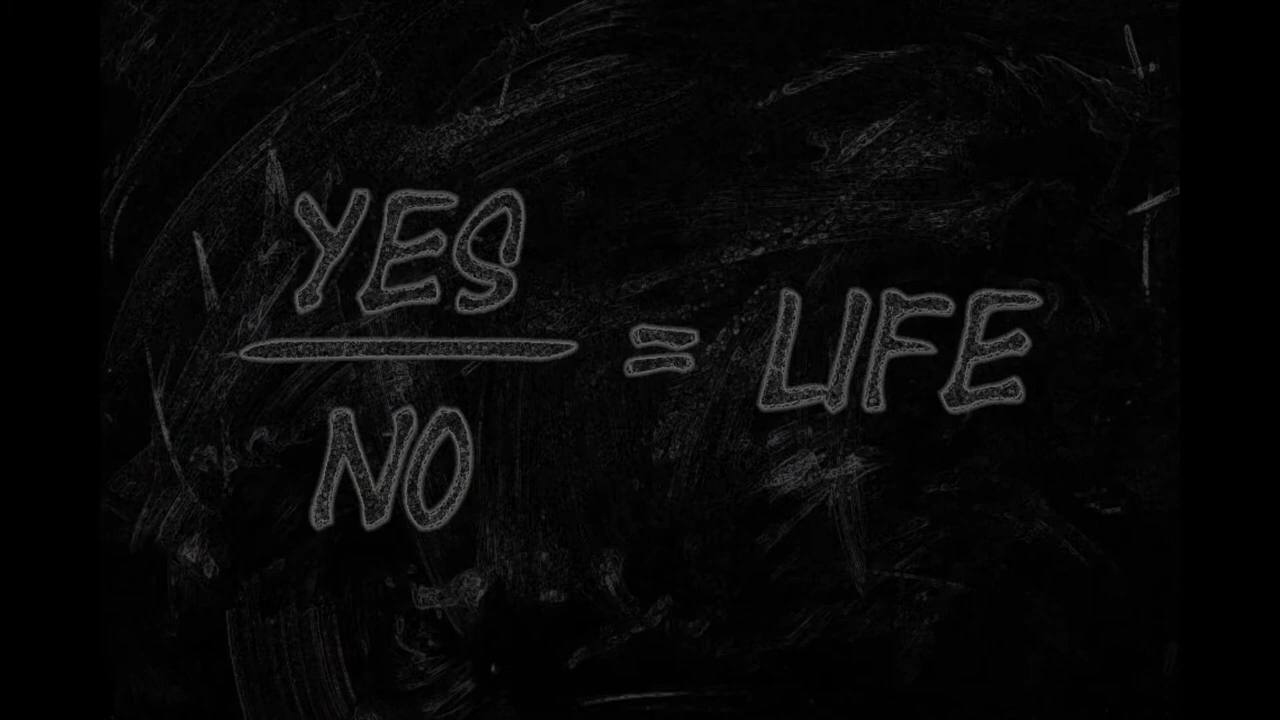 YES
= LIFE
NO